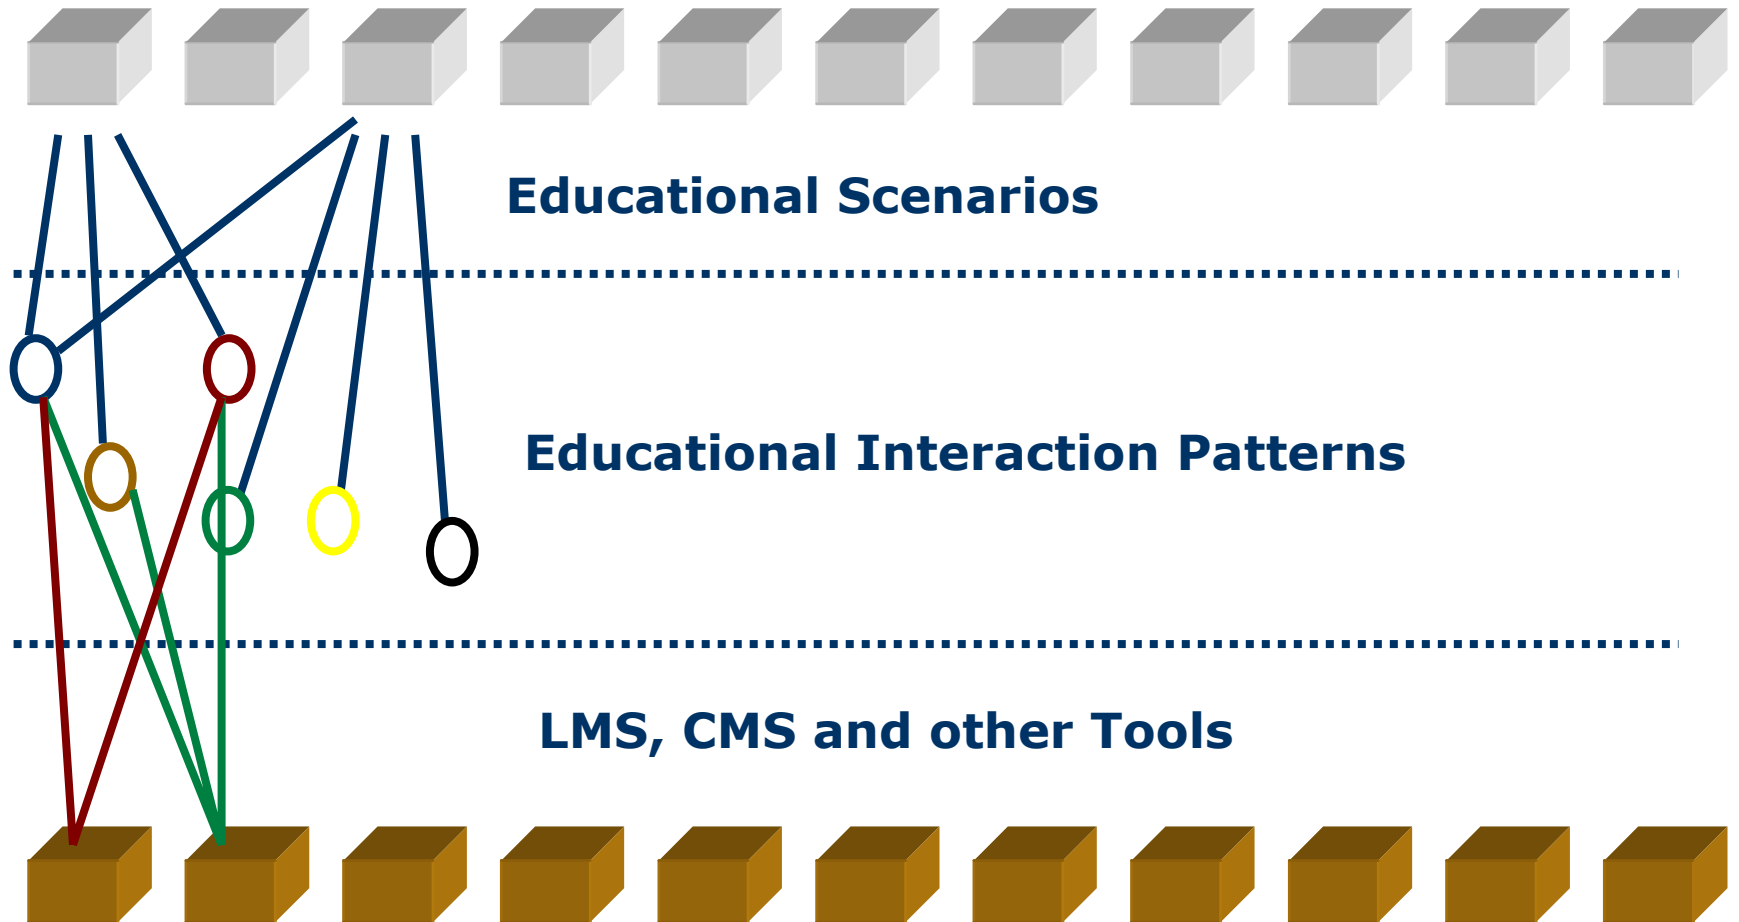 Educational Scenarios
Educational Interaction Patterns
LMS, CMS and other Tools